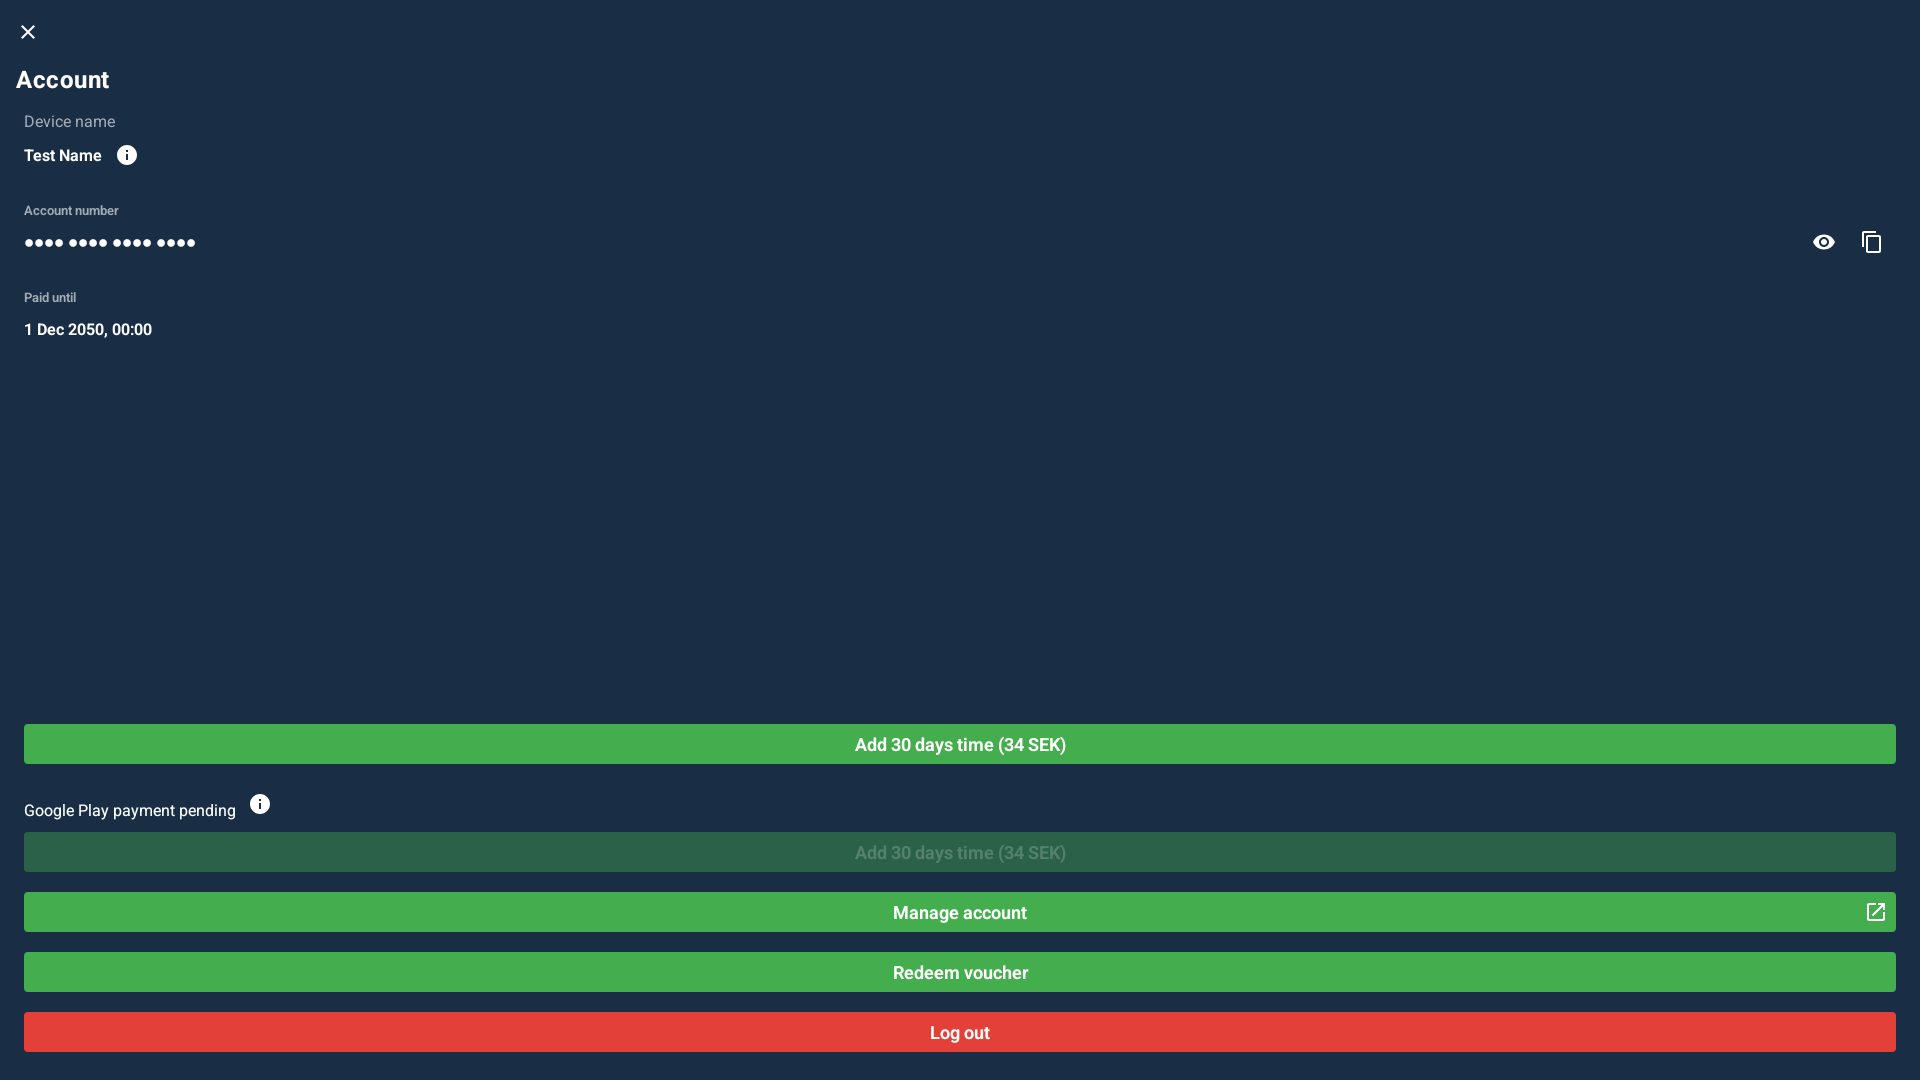 Account
Device name
Test Name
Account number
●●●● ●●●● ●●●● ●●●●
Paid until
1 Dec 2050, 00:00
Add 30 days time (34 SEK)
Google Play payment pending
Add 30 days time (34 SEK)
Manage account
Redeem voucher
Log out